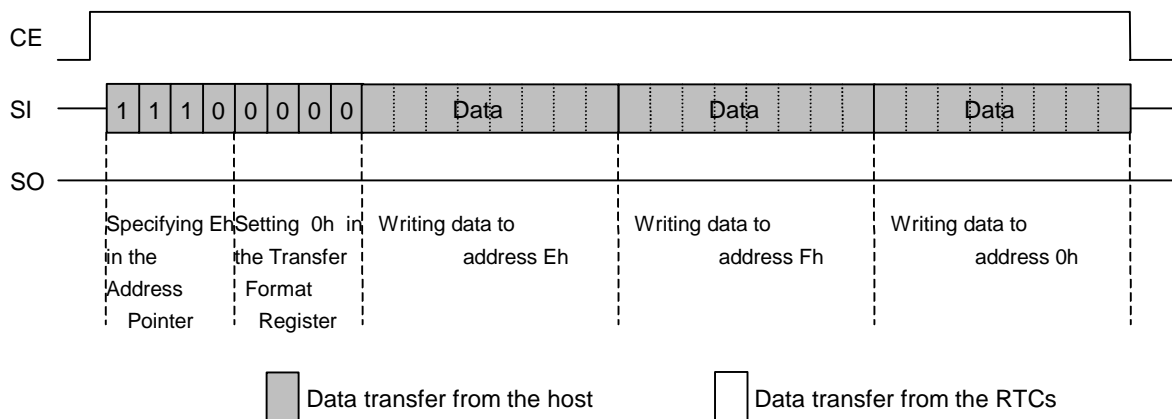 CE
SI 1 1 1 0 0 0 0 0 Data Data Data
SO
Specifying Eh Setting 0h in Writing data to Writing data to Writing data to
in the the Transfer address Eh address Fh address 0h
Address Format
Pointer Register
Data transfer from the host Data transfer from the RTCs